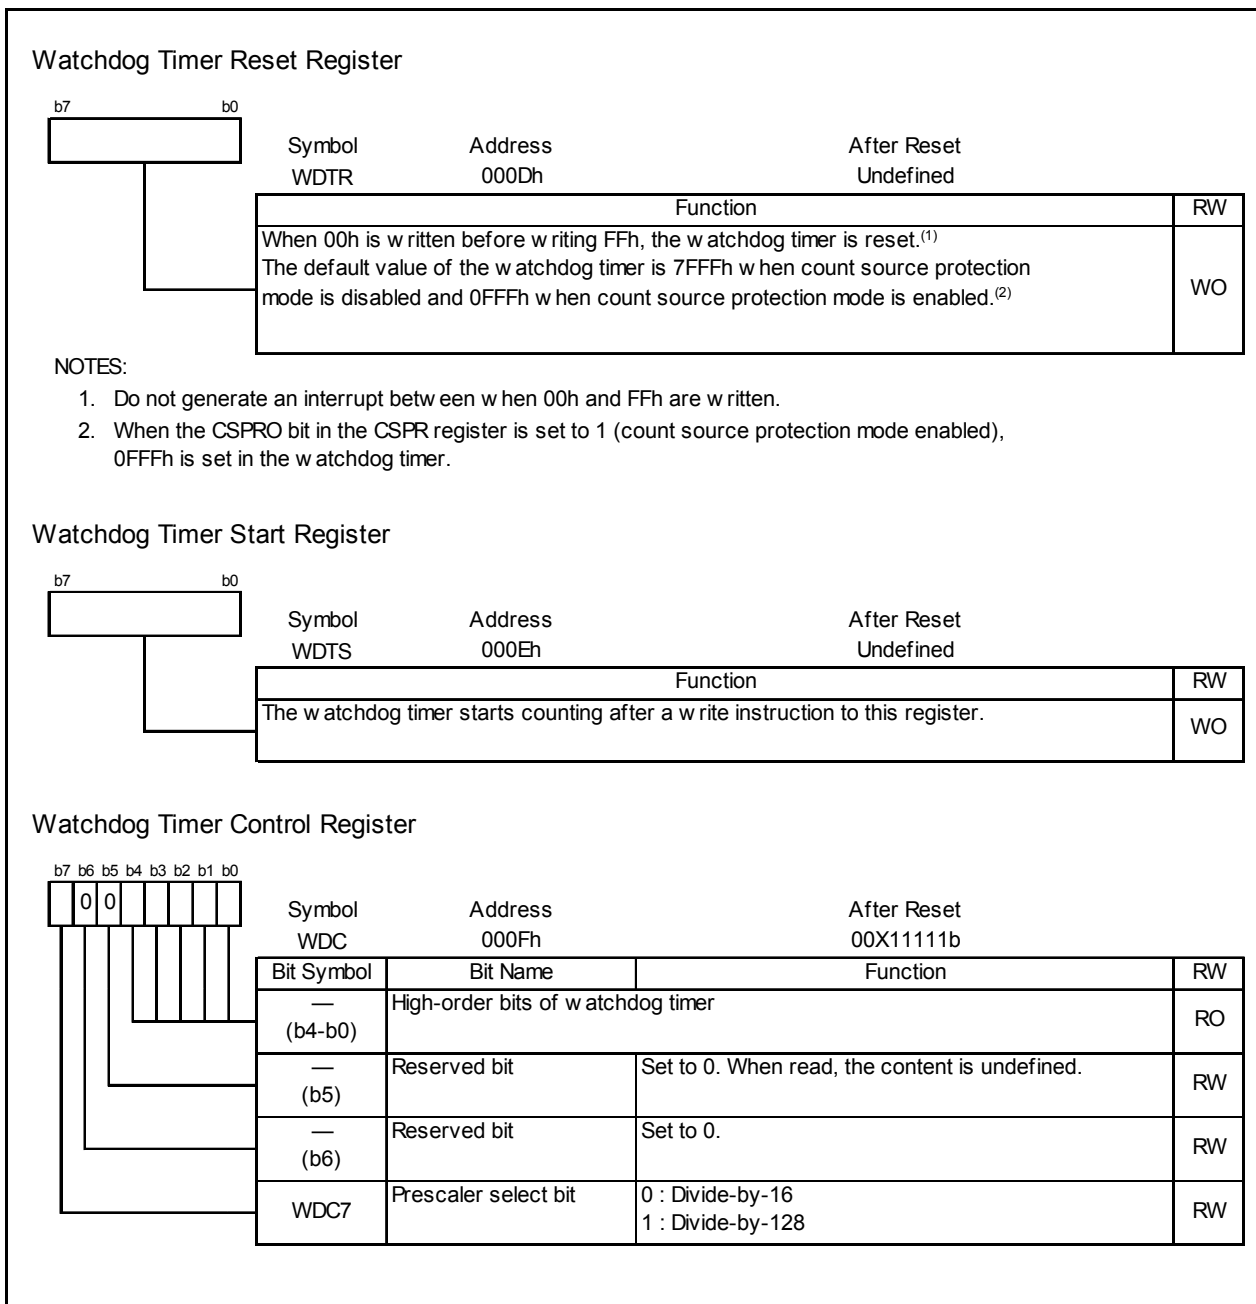 Watchdog Timer Reset Register
b7 b0
Symbol Address After Reset
WDTR 000Dh Undefined
Function RW
When 00h is written before writing FFh, the watchdog timer is reset.(1)
The default value of the watchdog timer is 7FFFh when count source protection
mode is disabled and 0FFFh when count source protection mode is enabled.(2)
WO
NOTES:
1. Do not generate an interrupt between when 00h and FFh are written.
2. When the CSPRO bit in the CSPR register is set to 1 (count source protection mode enabled),
0FFFh is set in the watchdog timer.
Watchdog Timer Start Register
b7 b0
Symbol Address After Reset
WDTS 000Eh Undefined
Function RW
The watchdog timer starts counting after a write instruction to this register.
WO
Watchdog Timer Control Register
b7 b6 b5 b4 b3 b2 b1 b0
0 0
Symbol Address After Reset
WDC 000Fh 00X11111b
Bit Symbol Bit Name Function RW
—
(b4-b0)
High-order bits of watchdog timer
RO
—
(b5)
Reserved bit
Set to 0. When read, the content is undefined.
RW
—
(b6)
Reserved bit
Set to 0.
RW
WDC7
Prescaler select bit
0 : Divide-by-16
1 : Divide-by-128
RW